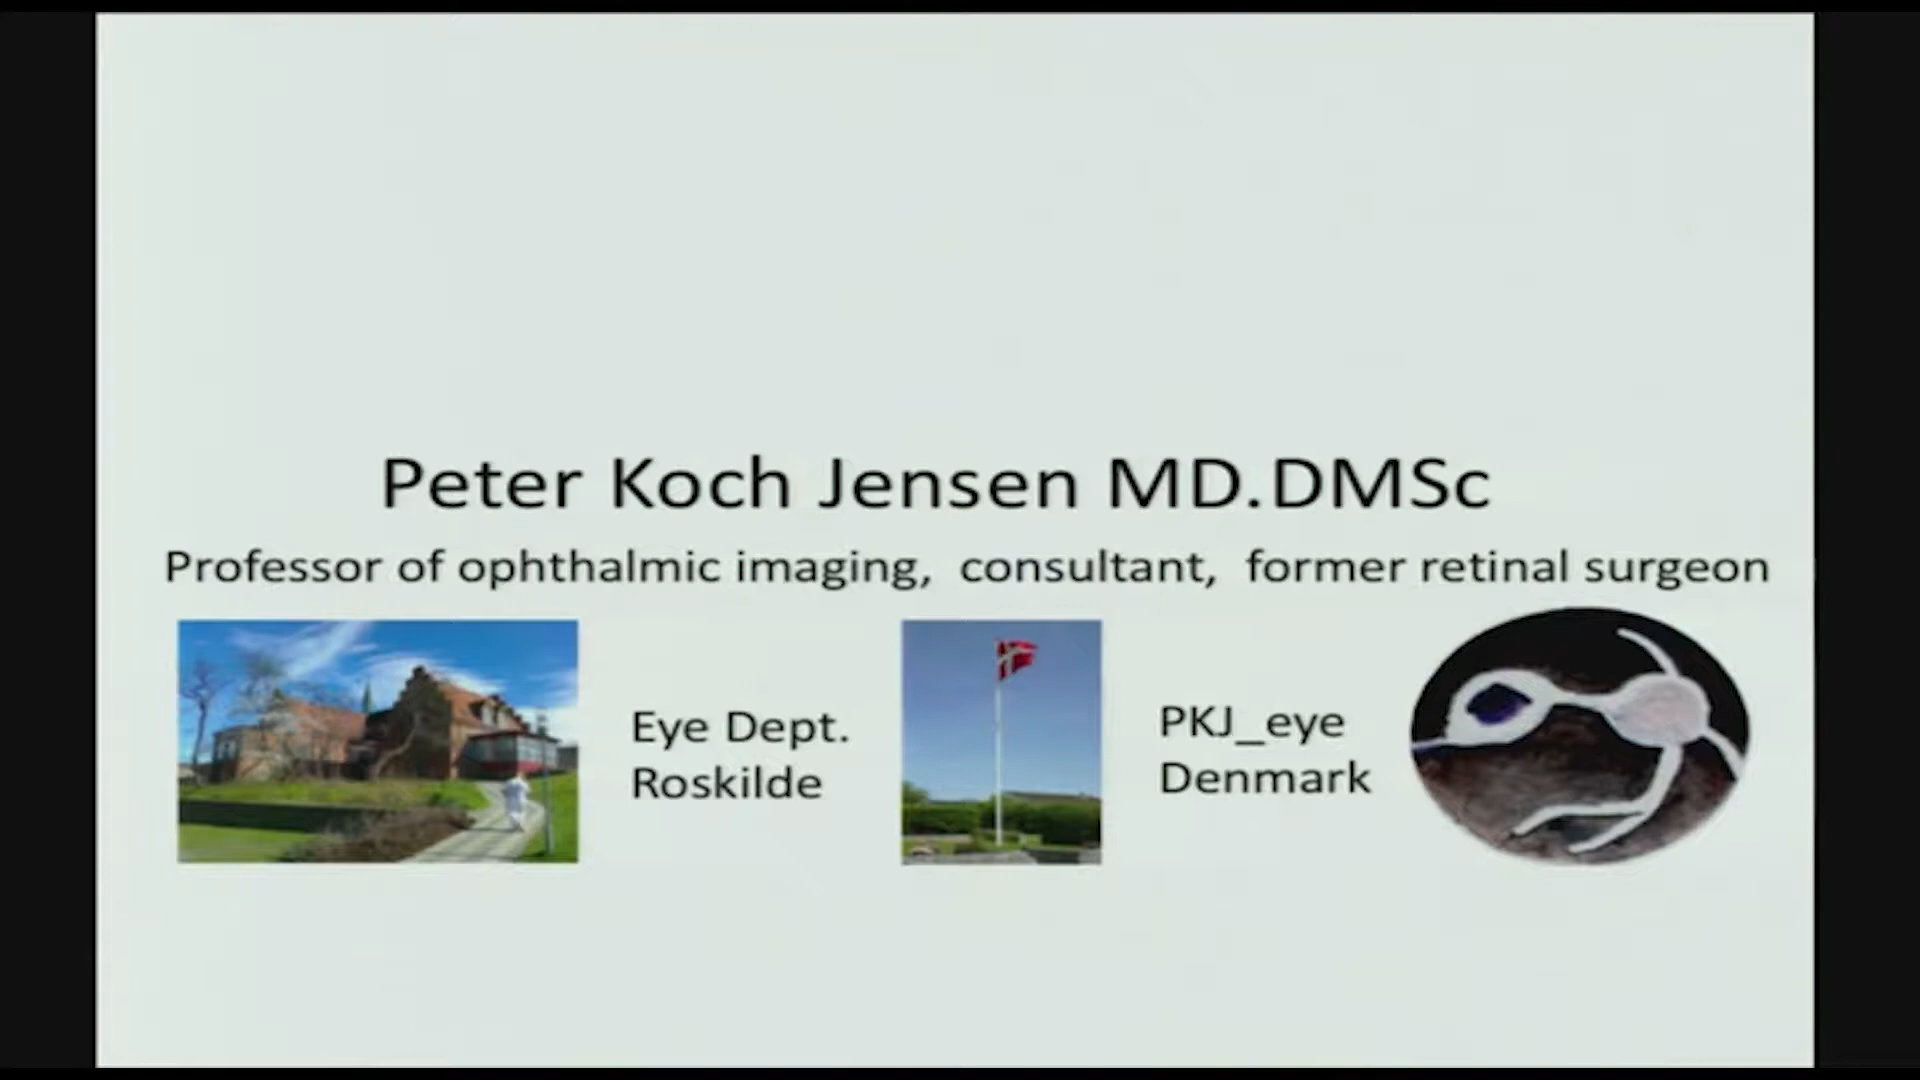 Peter Koch Jensen MD.DMSc
Professor of ophthalmic imaging, consultant, former retinal surgeon
Eye Dept.
Roskilde
PKJ_eye
Denmark